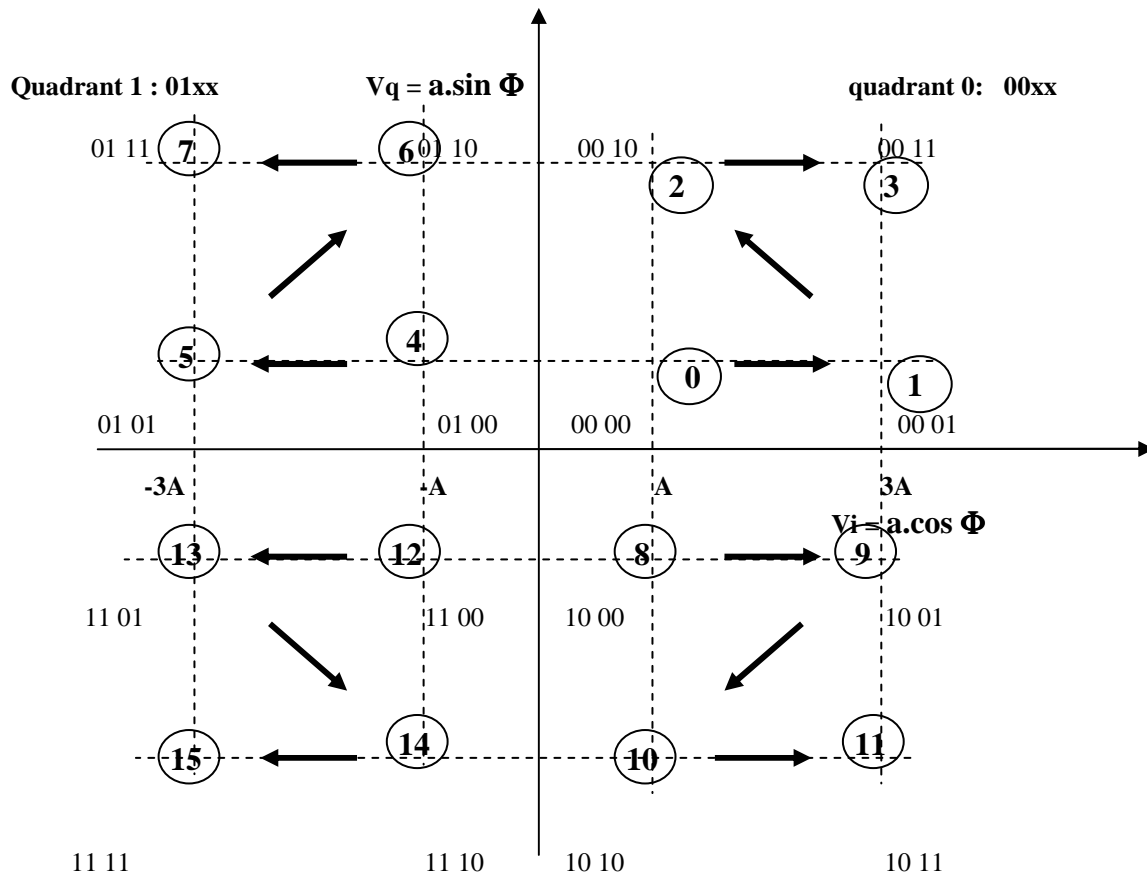 Quadrant 1 : 01xx Vq = a.sin Φ quadrant 0: 00xx
01 11 7 6 01 10 00 10 00 11
2 3
4
5 0 1
01 01 01 00 00 00 00 01
-3A -A A 3A
Vi = a.cos Φ
13 12 8 9
11 01 11 00 10 00 10 01
15 14 10 11
11 11 11 10 10 10 10 11